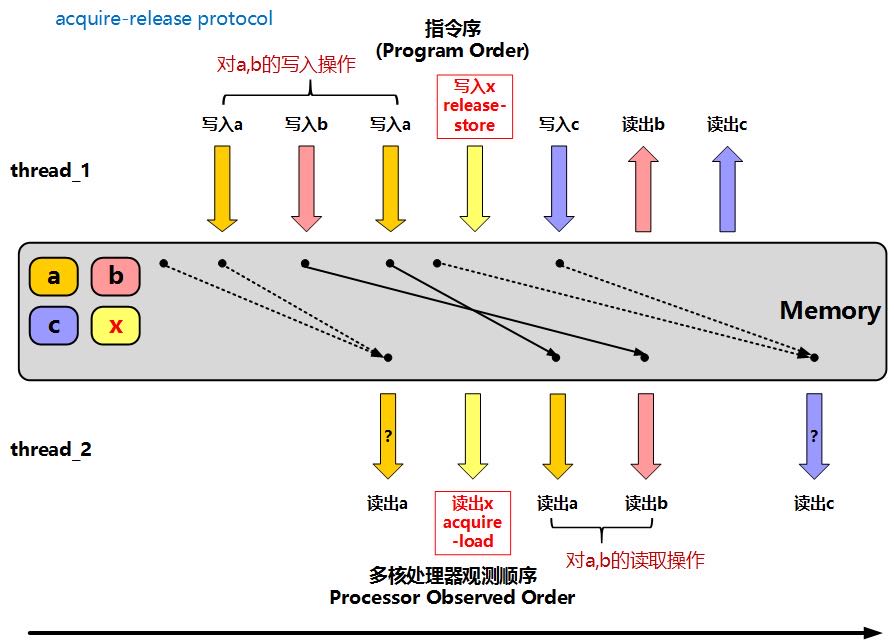 acquire-release protocol
指令序
(Program Order)
对a,b的写入操作
写入a
写入b
写入a
写入x
release-
store
写入c
读出b
读出c
thread_1
a
b
c
x
Memory
thread_2
?
?
读出a
读出x
acquire
-load
读出a
读出b
读出c
对a,b的读取操作
多核处理器观测顺序
Processor Observed Order